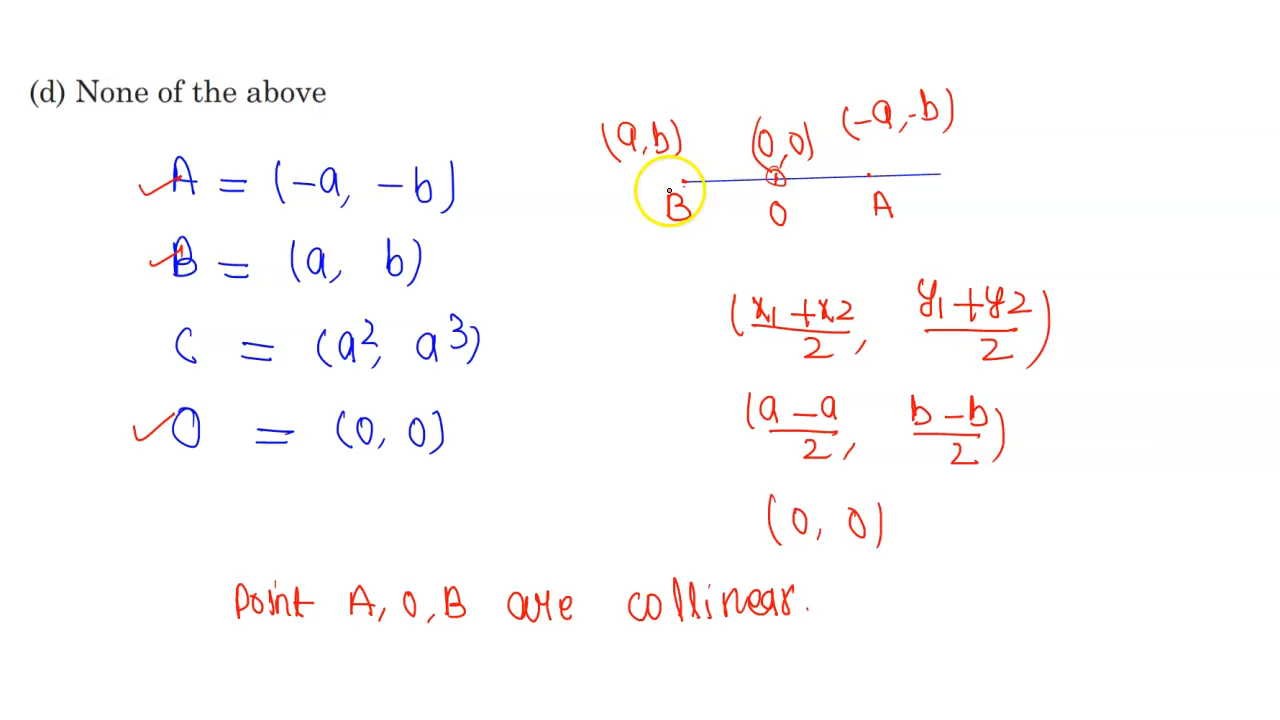 (d) None of the above
(a, b) (0, 0) (-a, -b)
A = (-a, -b)
B O A
B = (a, b)
(x1 + x2 / 2, y1 + y2 / 2)
C = (a², a³)
(a - a / 2, b - b / 2)
O = (0, 0)
(0, 0)
Point A, O, B are collinear.